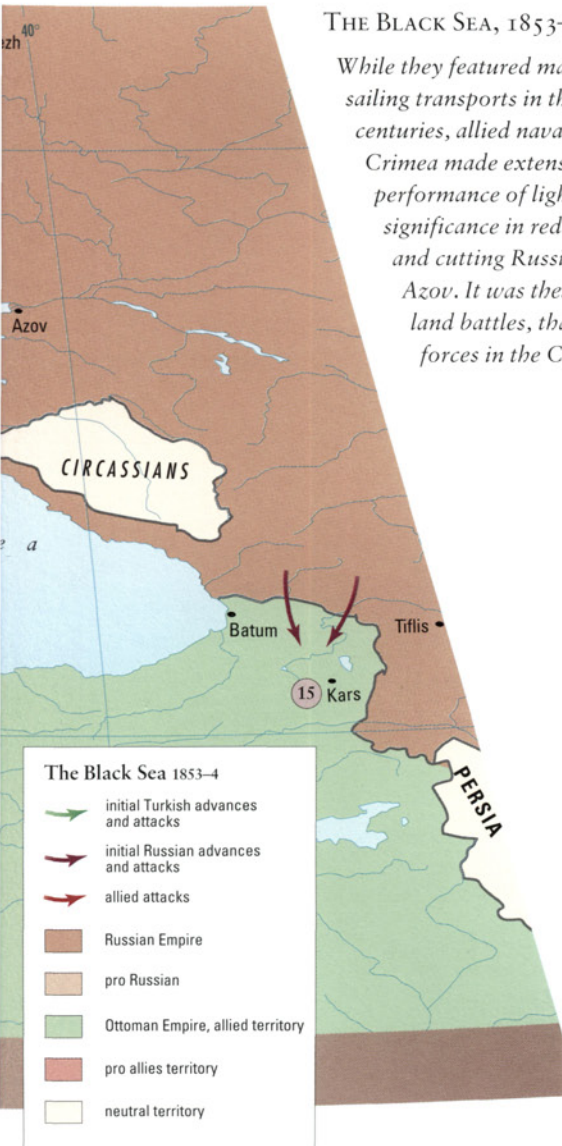 40°
THE BLACK SEA, 1853–
While they featured ma
sailing transports in th
centuries, allied nava
Crimea made extens
performance of ligh
significance in red
and cutting Russi
Azov. It was the
land battles, tha
forces in the C
zh
Azov
CIRCASSIANS
e a
Batum
Tiflis
15
Kars
PERSIA
The Black Sea 1853–4
initial Turkish advances
and attacks
initial Russian advances
and attacks
allied attacks
Russian Empire
pro Russian
Ottoman Empire, allied territory
pro allies territory
neutral territory